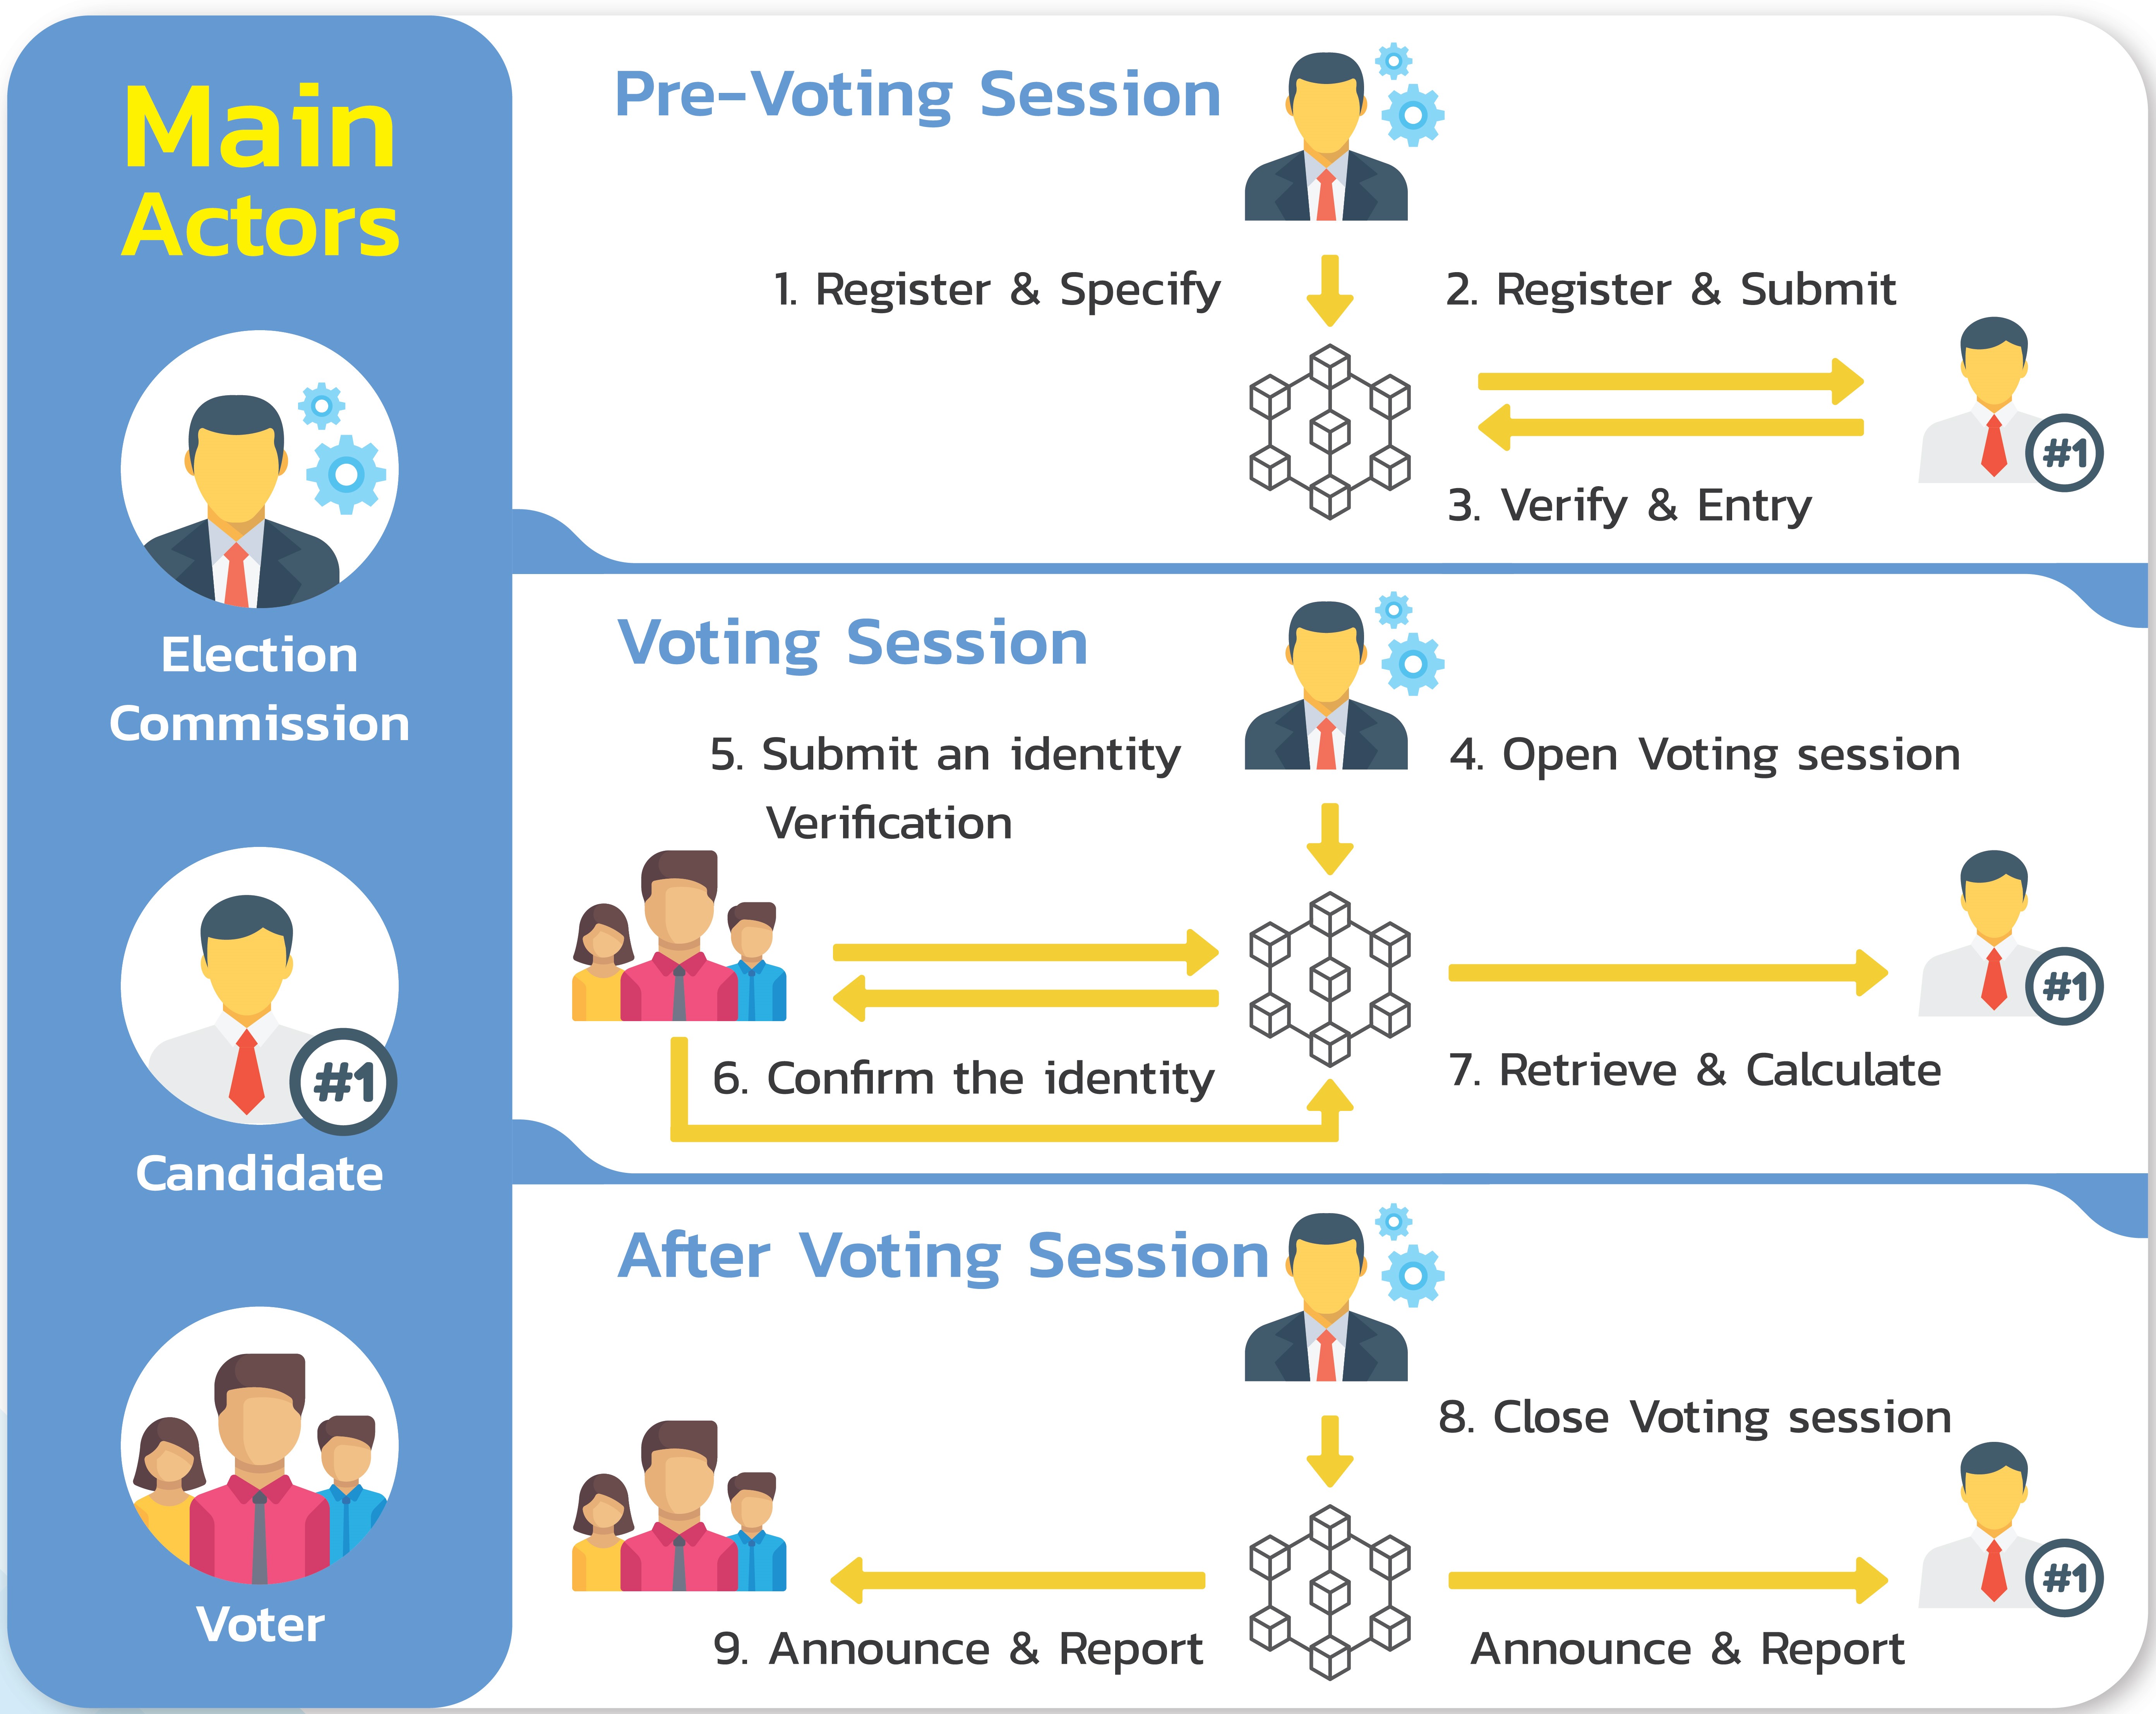 Main
Actors
Election
Commission
#1
Candidate
Voter
Pre-Voting Session
1. Register & Specify
2. Register & Submit
#1
3. Verify & Entry
Voting Session
5. Submit an identity
Verification
4. Open Voting session
#1
6. Confirm the identity
7. Retrieve & Calculate
After Voting Session
8. Close Voting session
#1
9. Announce & Report
Announce & Report